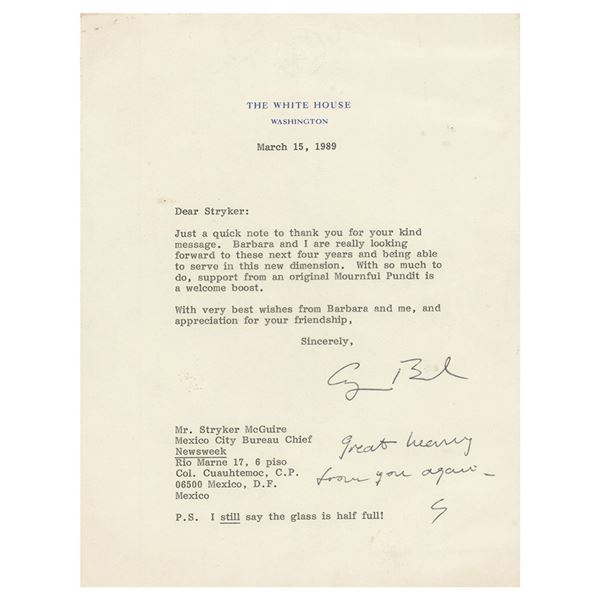 THE WHITE HOUSE
WASHINGTON
March 15, 1989
Dear Stryker:
Just a quick note to thank you for your kind
message. Barbara and I are really looking
forward to these next four years and being able
to serve in this new dimension. With so much to
do, support from an original Mournful Pundit is
a welcome boost.
With very best wishes from Barbara and me, and
appreciation for your friendship,
Sincerely,
G Bush
Mr. Stryker McGuire
Mexico City Bureau Chief
Newsweek
Rio Marne 17, 6 piso
Col. Cuauhtemoc, C.P.
06500 Mexico, D.F.
Mexico
Great hearing
from you again –
G
P.S. I still say the glass is half full!